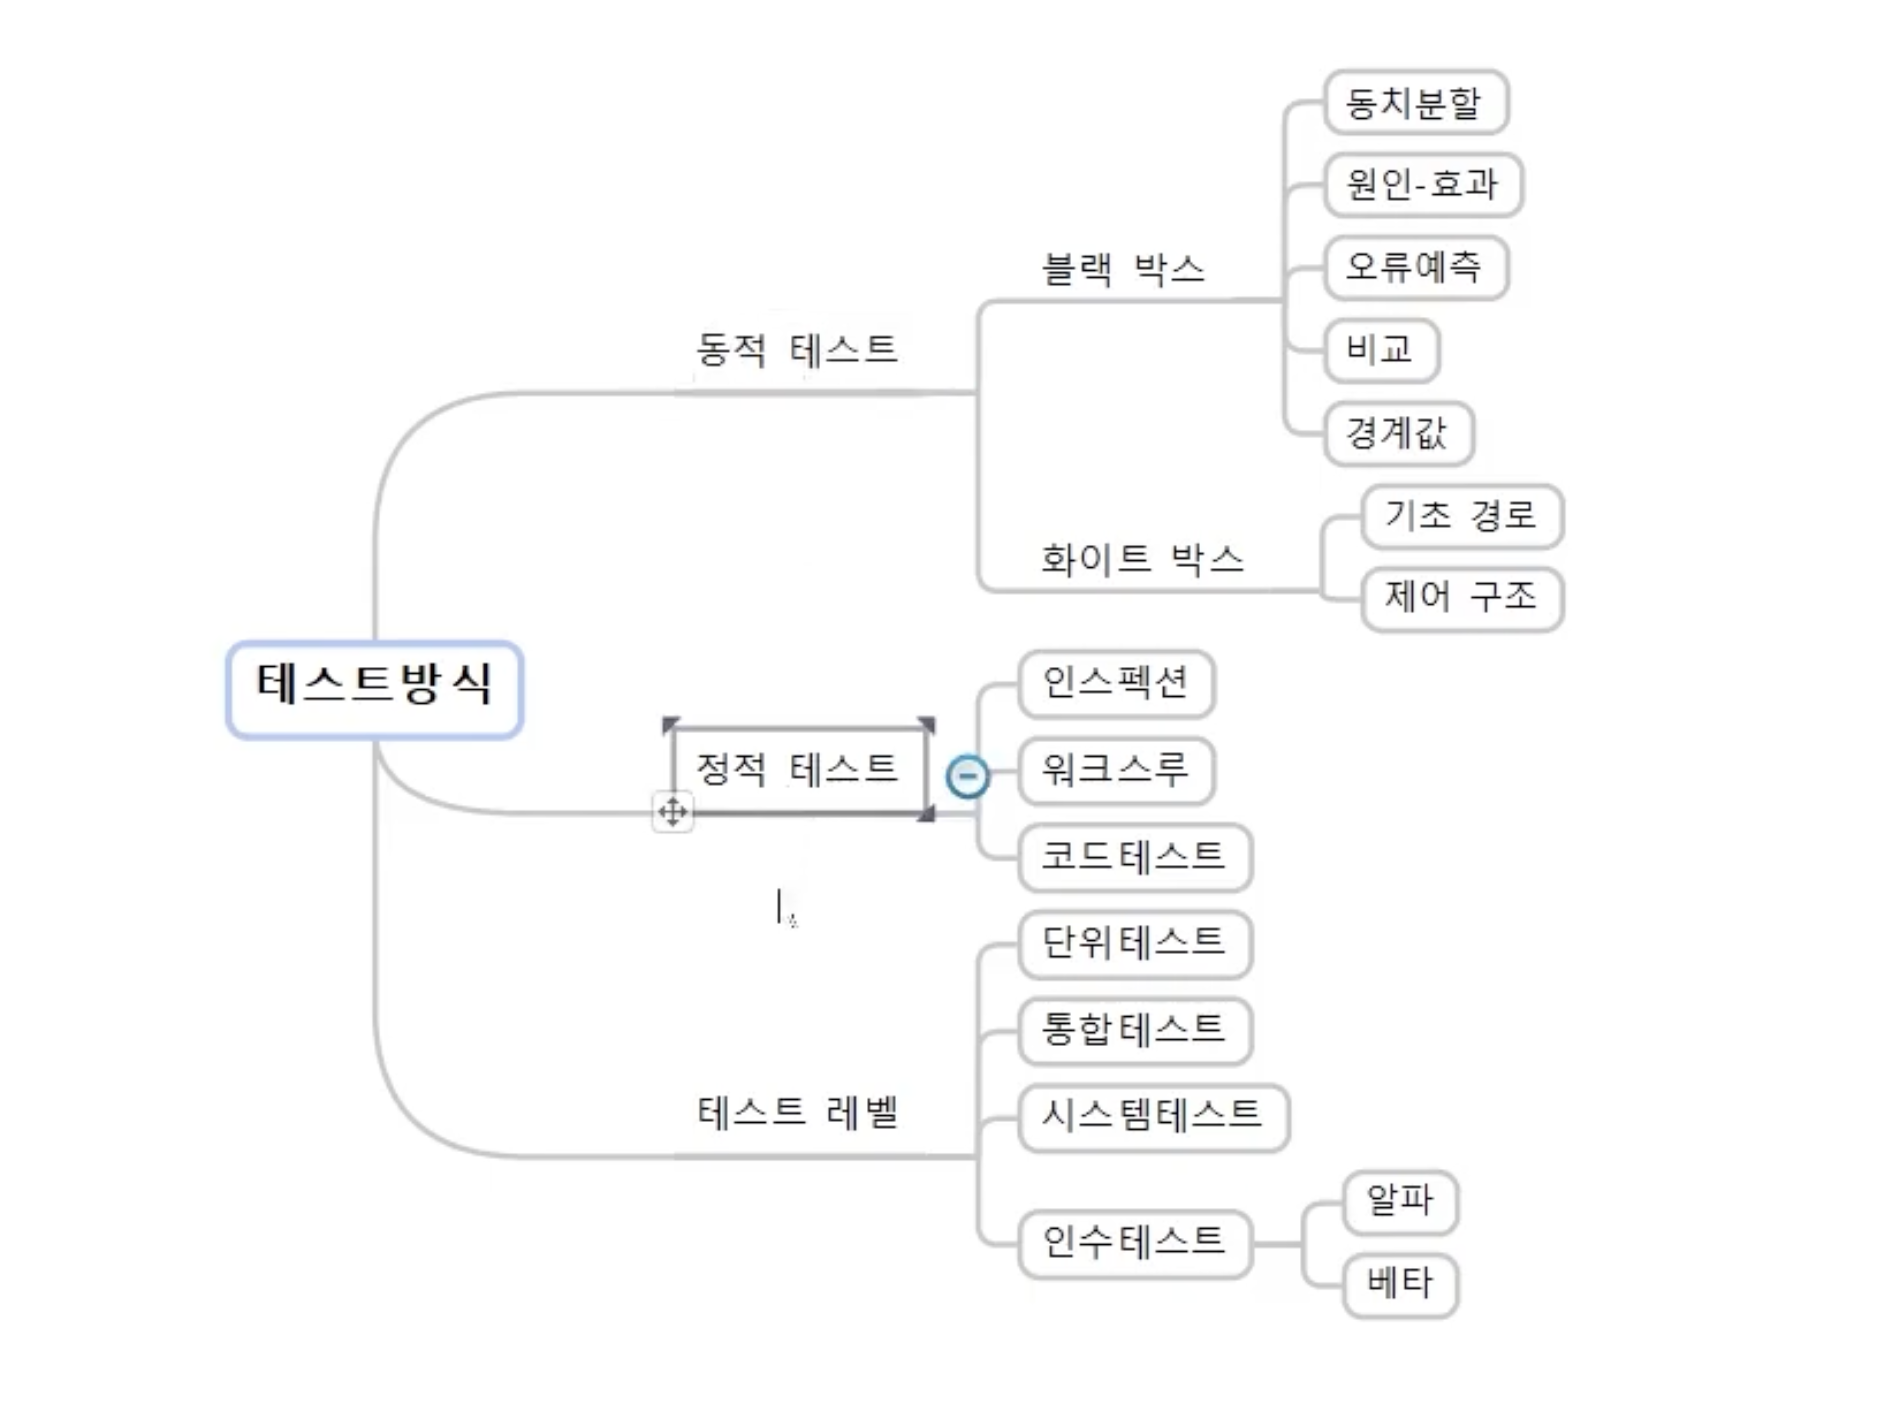 테스트방식
동적 테스트
블랙 박스
동치분할
원인-효과
오류예측
비교
경계값
화이트 박스
기초 경로
제어 구조
정적 테스트
인스펙션
워크스루
코드테스트
테스트 레벨
단위테스트
통합테스트
시스템테스트
인수테스트
알파
베타